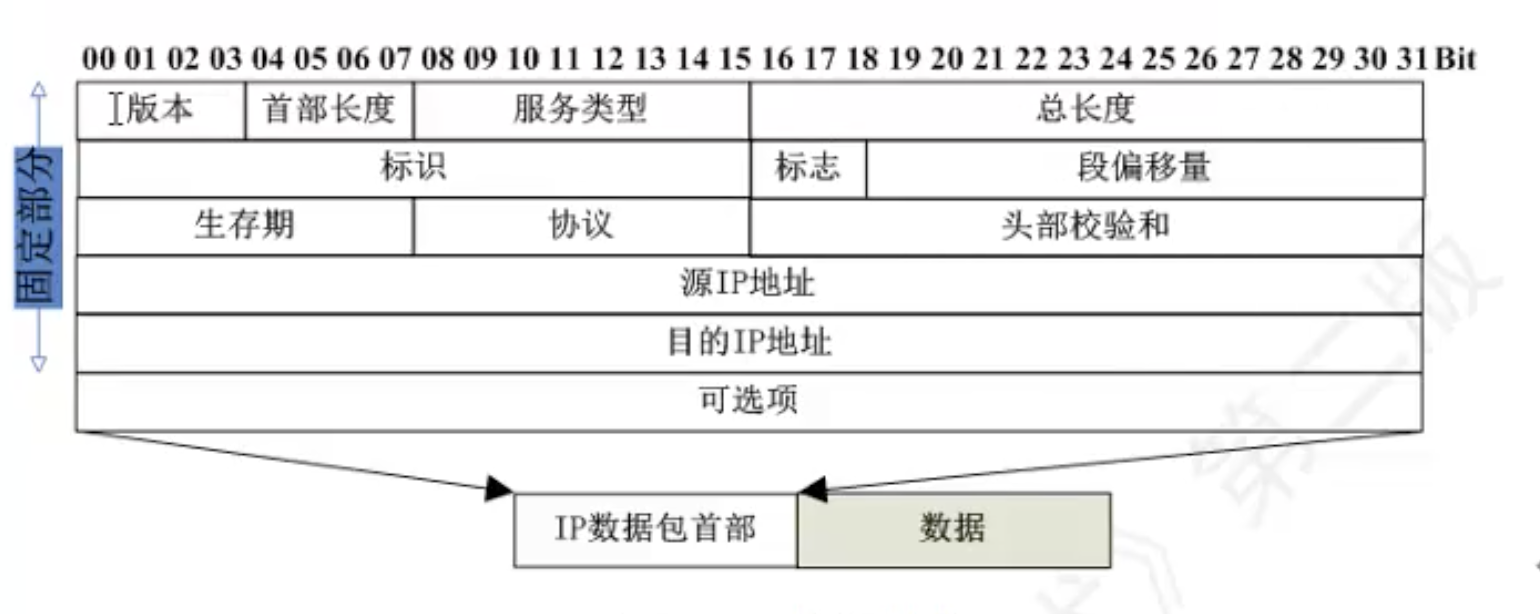 00 01 02 03 04 05 06 07 08 09 10 11 12 13 14 15 16 17 18 19 20 21 22 23 24 25 26 27 28 29 30 31 Bit
版本 首部长度 服务类型 总长度
标识 标志 段偏移量
固定部分
生存期 协议 头部校验和
源IP地址
目的IP地址
可选项
IP数据包首部 数据
第二版